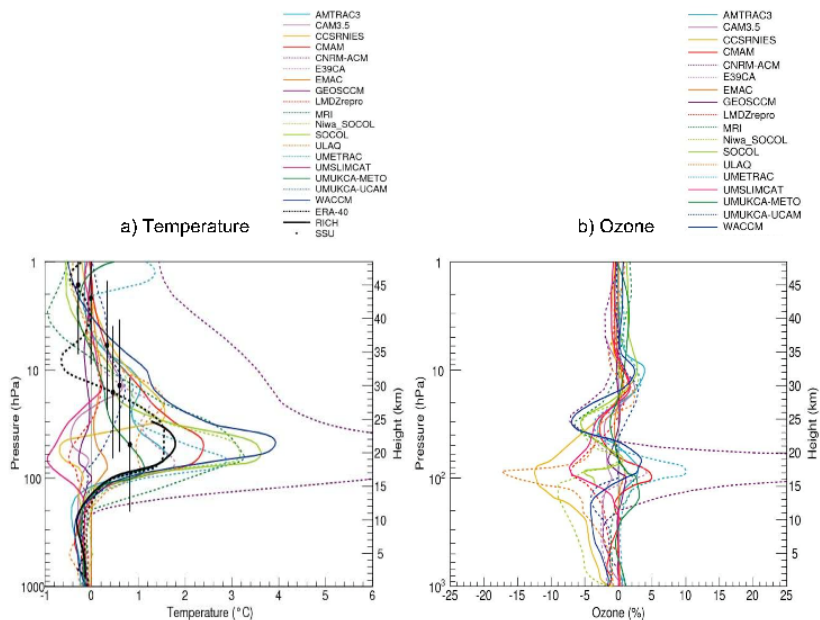 AMTRAC3
CAM3.5
CCSRNIES
CMAM
CNRM-ACM
E39CA
EMAC
GEOSCCM
LMDZrepro
MRI
Niwa_SOCOL
SOCOL
ULAQ
UMETRAC
UMSLIMCAT
UMUKCA-METO
UMUKCA-UCAM
WACCM
ERA-40
RICH
SSU
a) Temperature
1
10
100
1000
Pressure (hPa)
45
40
35
30
25
20
15
10
5
Height (km)
-1 0 1 2 3 4 5 6
Temperature (°C)
AMTRAC3
CAM3.5
CCSRNIES
CMAM
CNRM-ACM
E39CA
EMAC
GEOSCCM
LMDZrepro
MRI
Niwa_SOCOL
SOCOL
ULAQ
UMETRAC
UMSLIMCAT
UMUKCA-METO
UMUKCA-UCAM
WACCM
b) Ozone
1
10
10²
10³
Pressure (hPa)
45
40
35
30
25
20
15
10
5
Height (km)
-25 -20 -15 -10 -5 0 5 10 15 20 25
Ozone (%)